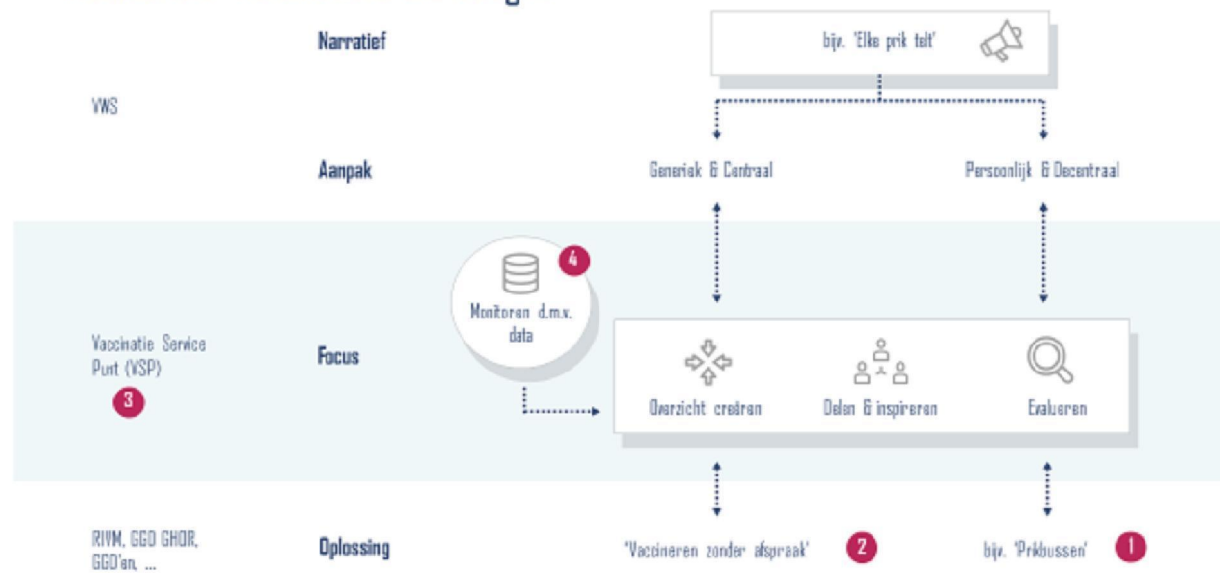 Narratief
bijv. 'Elke prik telt'
VWS
Aanpak
Generiek & Centraal
Persoonlijk & Decentraal
4
Monitoren d.m.v.
data
Vaccinatie Service
Punt (VSP)
3
Focus
Overzicht creëren
Delen & inspireren
Evalueren
RIVM, GGD GHOR,
GGD'en, ...
Oplossing
'Vaccineren zonder afspraak'
2
bijv. 'Prikbussen'
1